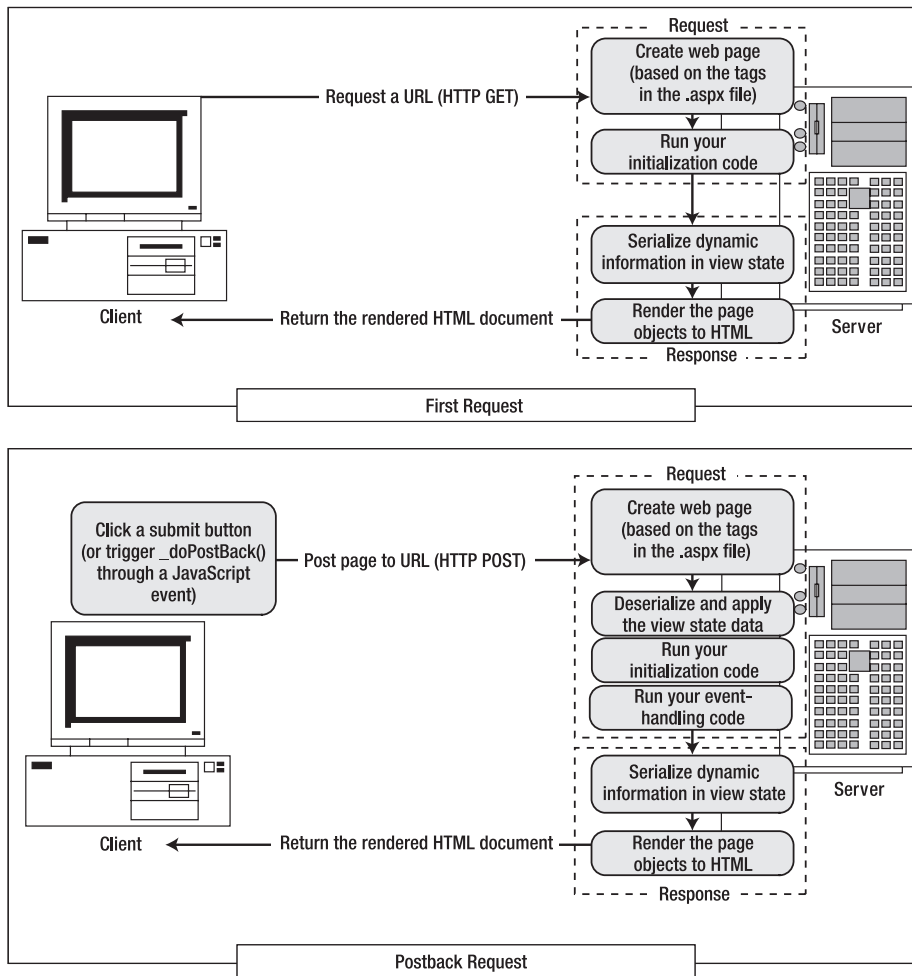 Request
Create web page
(based on the tags
in the .aspx file)
Request a URL (HTTP GET)
Run your
initialization code
Serialize dynamic
information in view state
Client
Return the rendered HTML document
Render the page
objects to HTML
Server
Response
First Request
Request
Click a submit button
(or trigger _doPostBack()
through a JavaScript
event)
Post page to URL (HTTP POST)
Create web page
(based on the tags
in the .aspx file)
Deserialize and apply
the view state data
Run your
initialization code
Run your event-
handling code
Serialize dynamic
information in view state
Server
Client
Return the rendered HTML document
Render the page
objects to HTML
Response
Postback Request